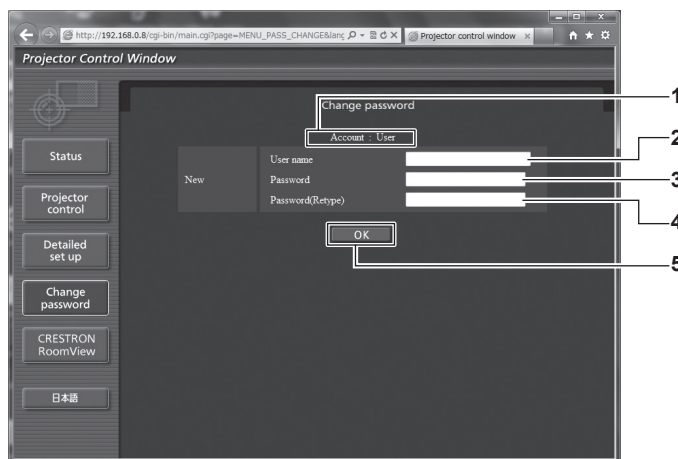 http://192.168.0.8/cgi-bin/main.cgi?page=MENU_PASS_CHANGE&lang
Projector control window
Projector Control Window
Change password
1
Account : User
2
Status
User name
New
Password
3
Password(Retype)
4
Projector
control
OK
5
Detailed
set up
Change
password
CRESTRON
RoomView
日本語